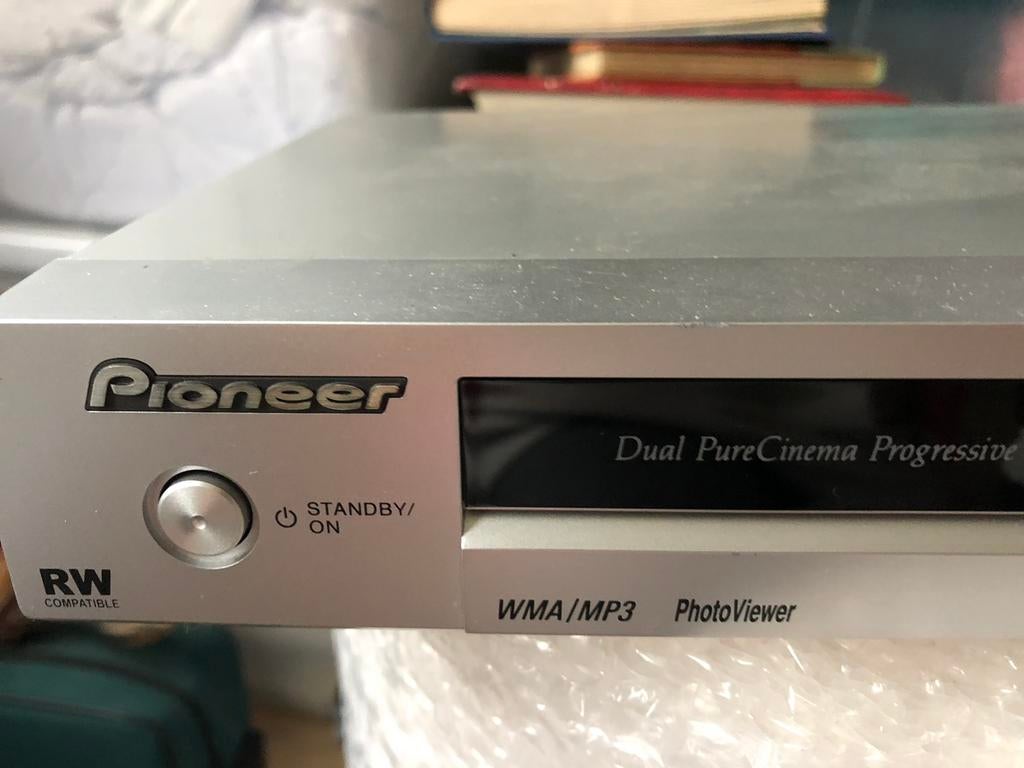 Pioneer
Dual PureCinema Progressive
STANDBY/
ON
RW
COMPATIBLE
WMA/MP3 PhotoViewer